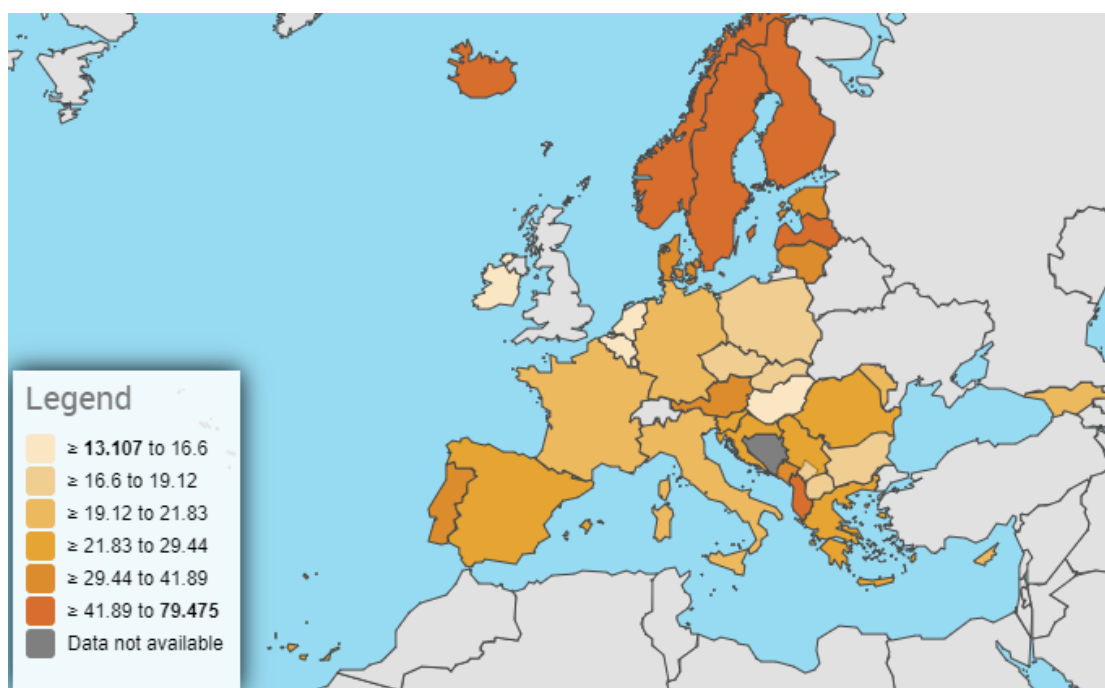 Legend
≥ 13.107 to 16.6
≥ 16.6 to 19.12
≥ 19.12 to 21.83
≥ 21.83 to 29.44
≥ 29.44 to 41.89
≥ 41.89 to 79.475
Data not available